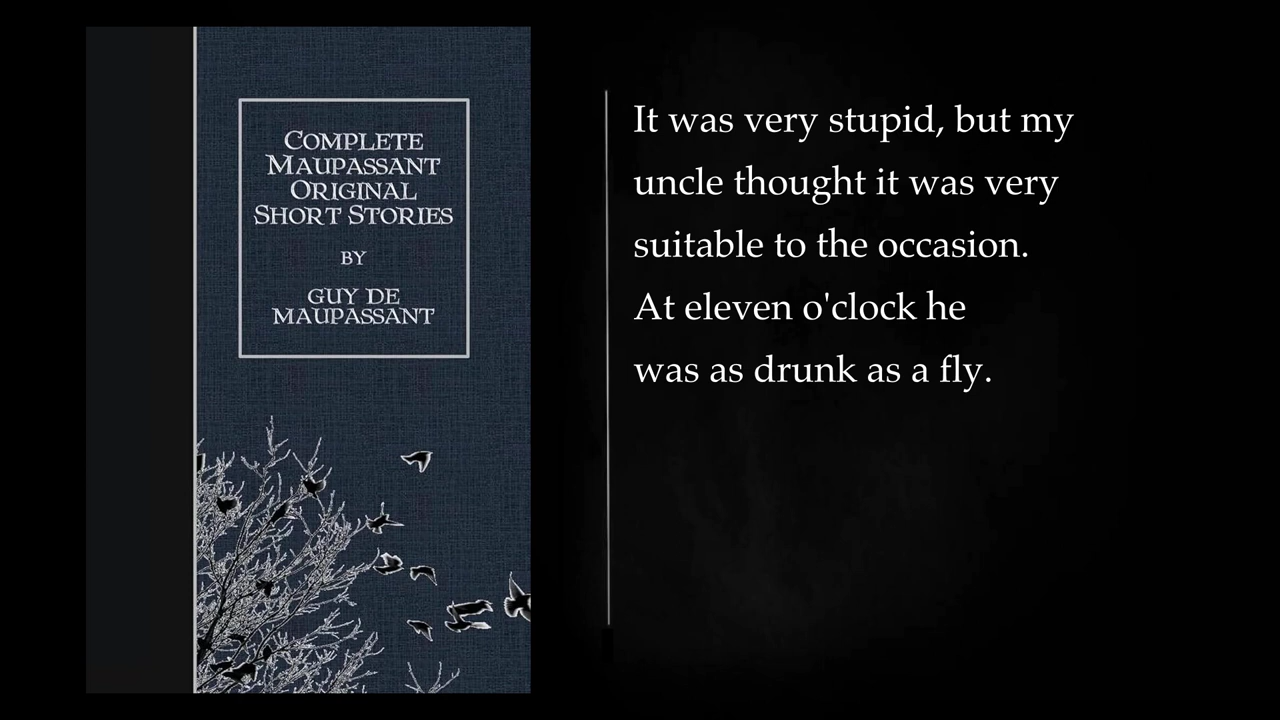 COMPLETE
MAUPASSANT
ORIGINAL
SHORT STORIES
BY
GUY DE
MAUPASSANT
It was very stupid, but my
uncle thought it was very
suitable to the occasion.
At eleven o'clock he
was as drunk as a fly.